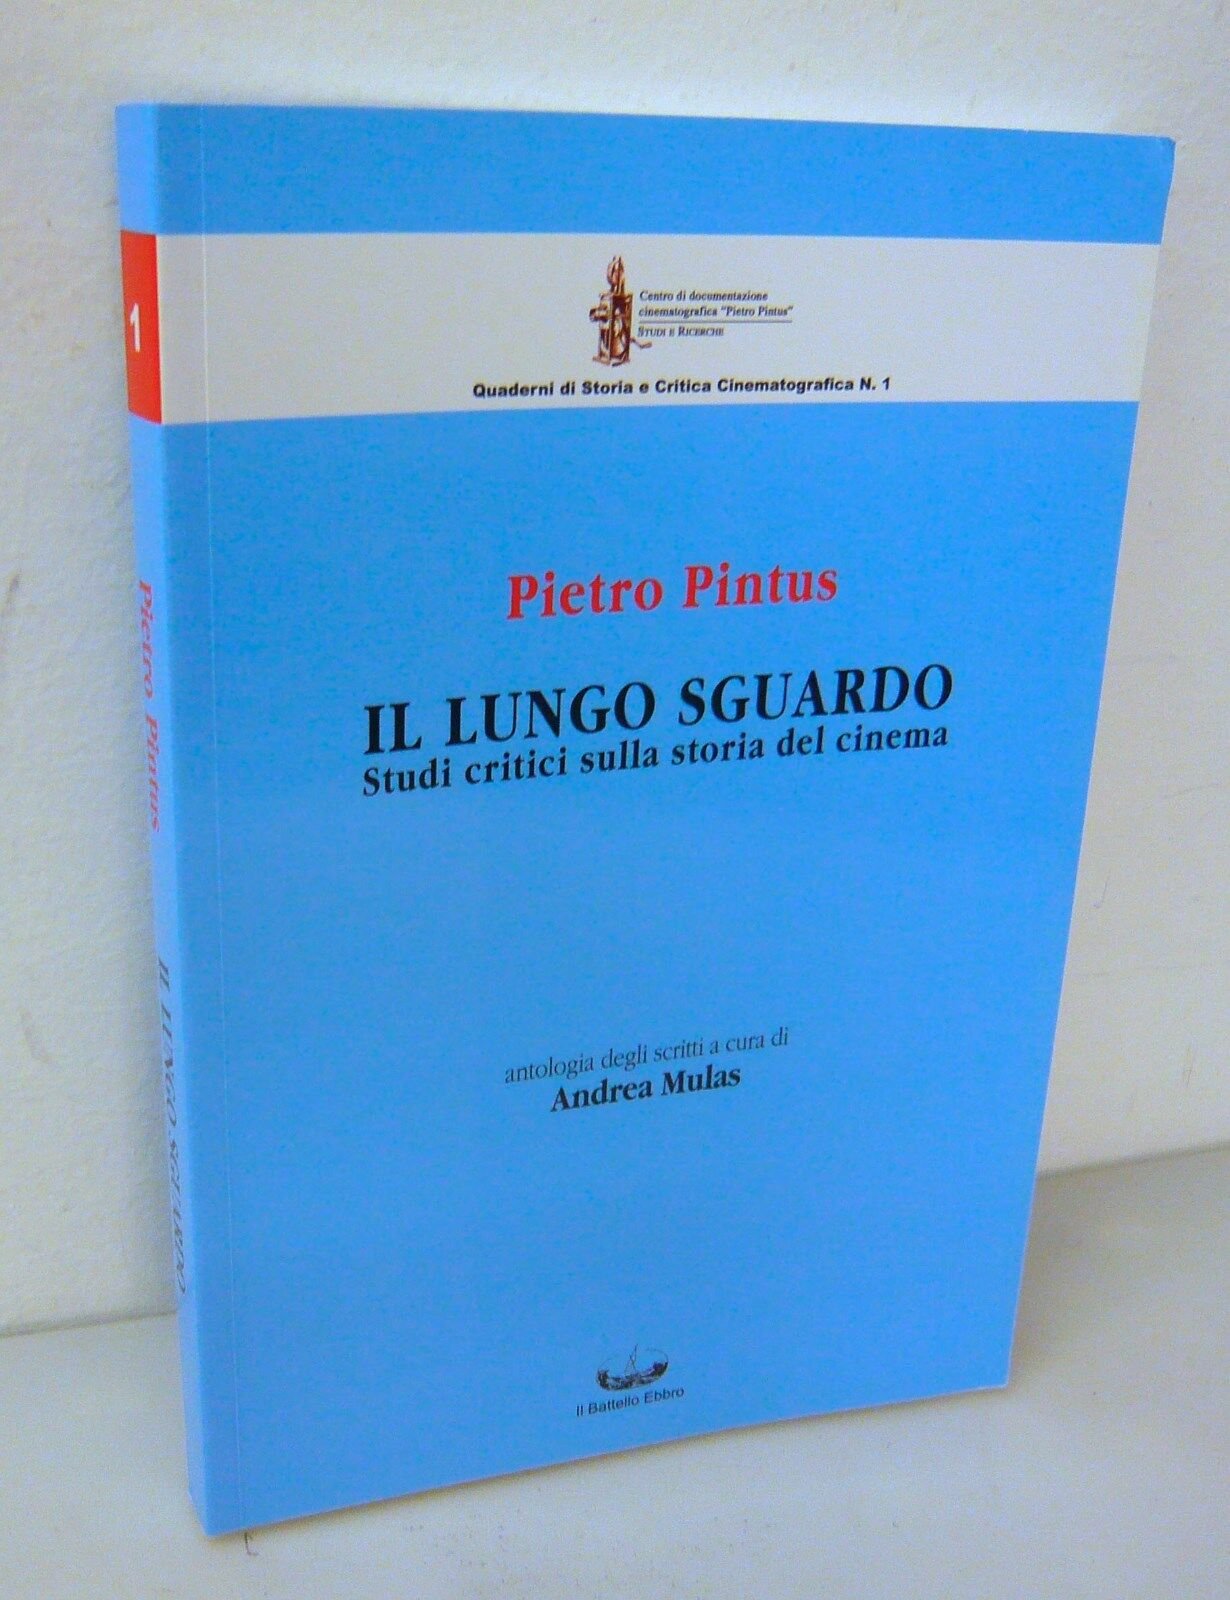 Centro di documentazione
cinematografica "Pietro Pintus"
STUDI E RICERCHE
Quaderni di Storia e Critica Cinematografica N. 1
1
Pietro Pintus
IL LUNGO SGUARDO
Studi critici sulla storia del cinema
antologia degli scritti a cura di
Andrea Mulas
Il Battello Ebbro
Pietro Pintus IL LUNGO SGUARDO